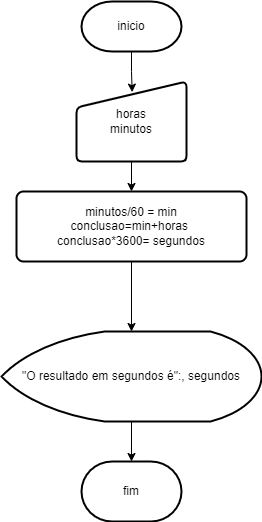 inicio
horas
minutos
minutos/60 = min
conclusao=min+horas
conclusao*3600= segundos
"O resultado em segundos é":, segundos
fim